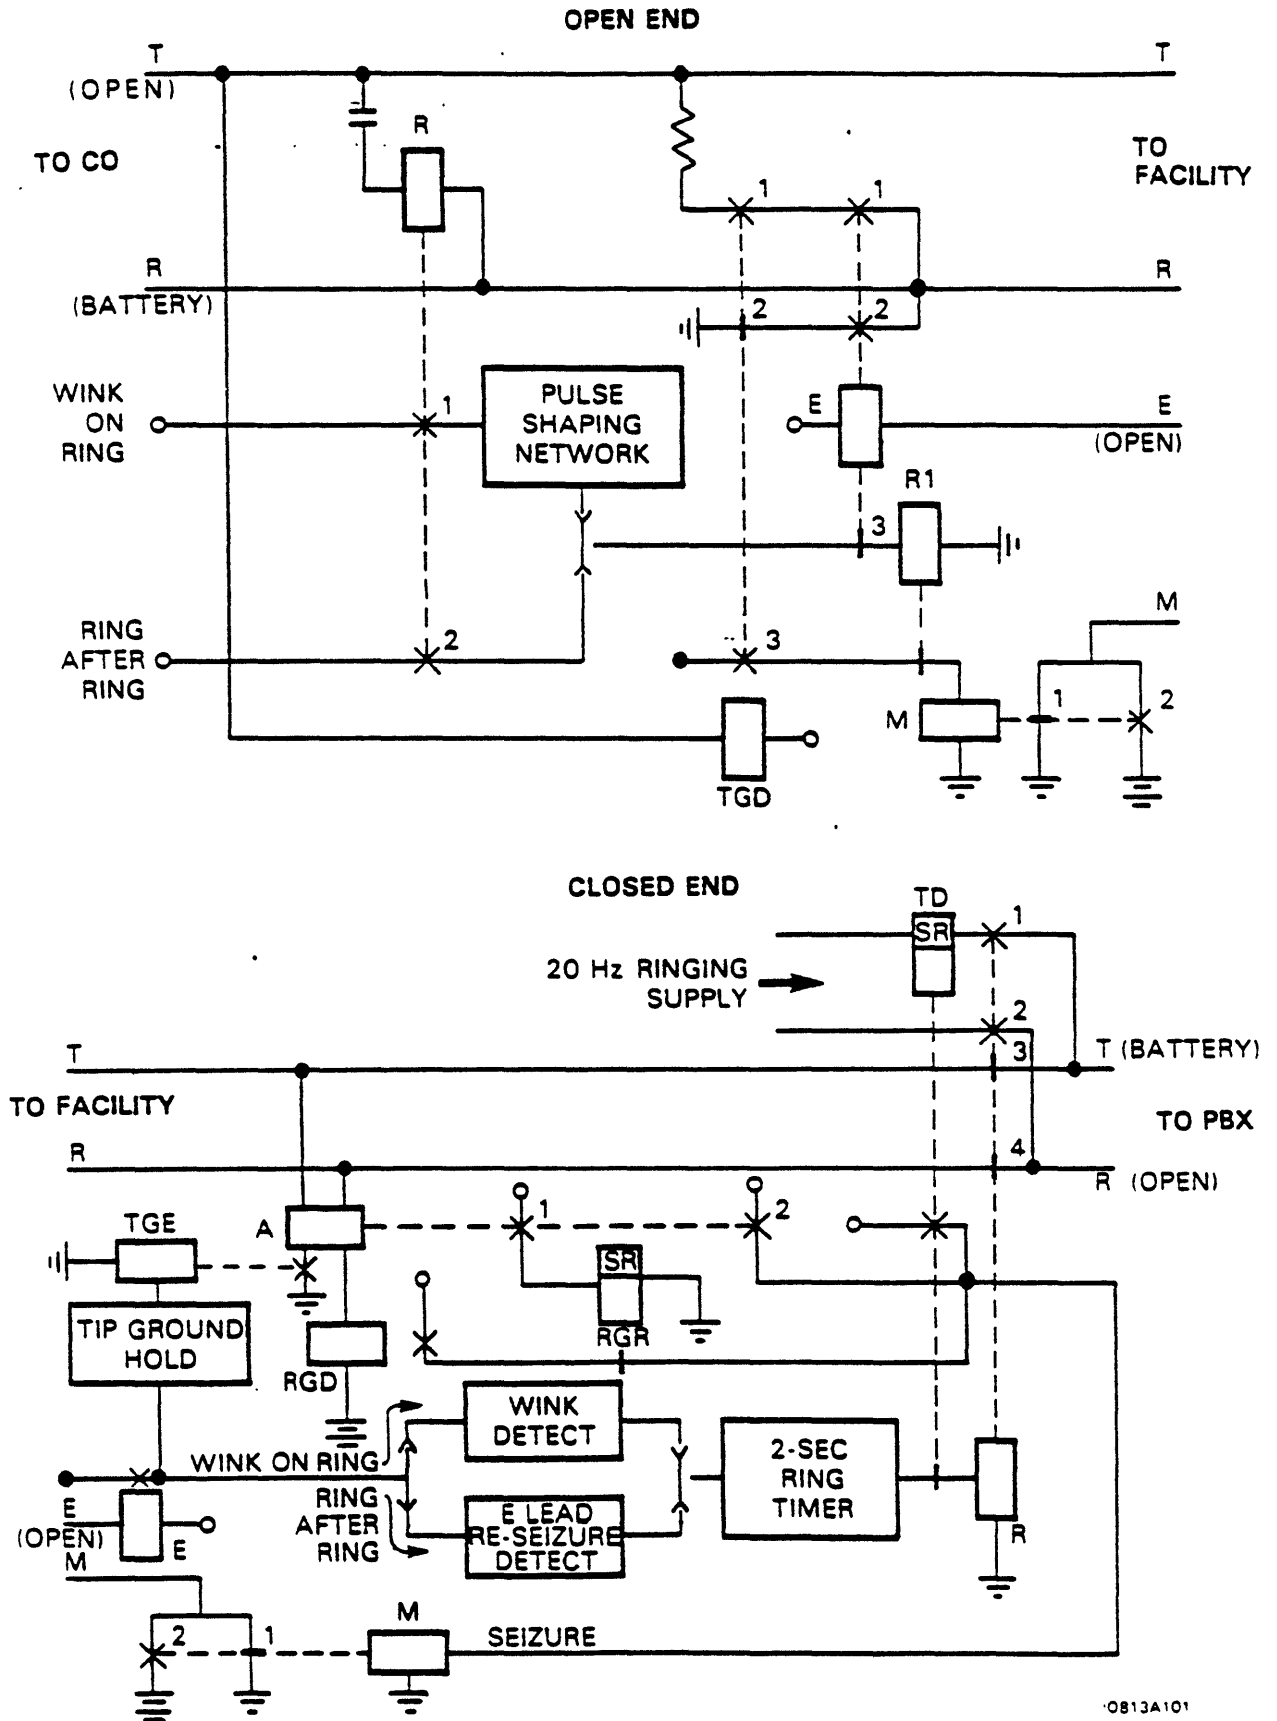 OPEN END
T
T
(OPEN)
R
TO CO
TO
FACILITY
1
1
R
R
(BATTERY)
2
2
WINK
ON
RING
1
PULSE
SHAPING
NETWORK
E
E
(OPEN)
R1
3
RING
AFTER
RING
2
3
M
M
1
2
TGD
CLOSED END
TD
SR
1
20 Hz RINGING
SUPPLY
2
T
3
T (BATTERY)
TO FACILITY
TO PBX
R
4
R (OPEN)
TGE
A
1
2
SR
TIP GROUND
HOLD
RGR
RGD
WINK
DETECT
WINK ON RING
2-SEC
RING
TIMER
RING
AFTER
RING
E LEAD
RE-SEIZURE
DETECT
E
(OPEN)
E
R
M
2
1
M
SEIZURE
0813A101